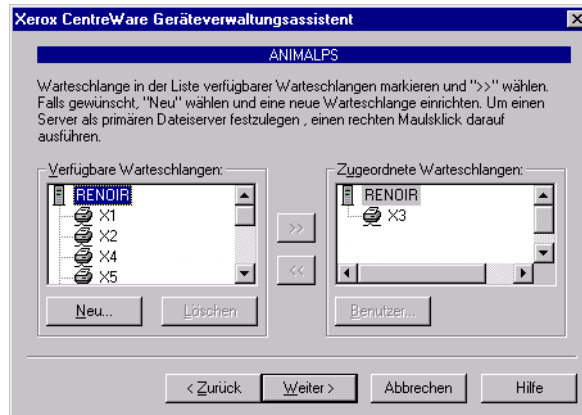 Xerox CentreWare Geräteverwaltungsassistent
ANIMALPS
Warteschlange in der Liste verfügbarer Warteschlangen markieren und ">>" wählen.
Falls gewünscht, "Neu" wählen und eine neue Warteschlange einrichten. Um einen
Server als primären Dateiserver festzulegen , einen rechten Maulsklick darauf
ausführen.
Verfügbare Warteschlangen:
RENOIR
X1
X2
X4
X5
Neu...
Löschen
>>
<<
Zugeordnete Warteschlangen:
RENOIR
X3
Benutzer...
< Zurück
Weiter >
Abbrechen
Hilfe